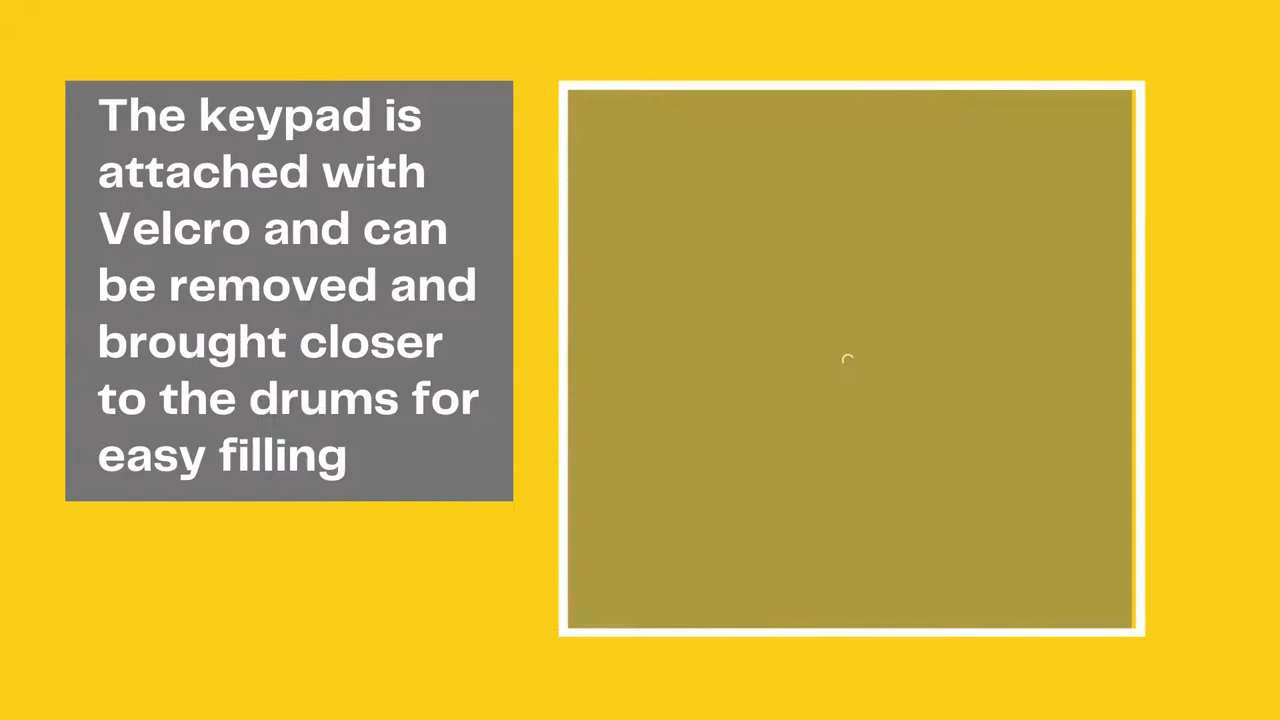 The keypad is
attached with
Velcro and can
be removed and
brought closer
to the drums for
easy filling